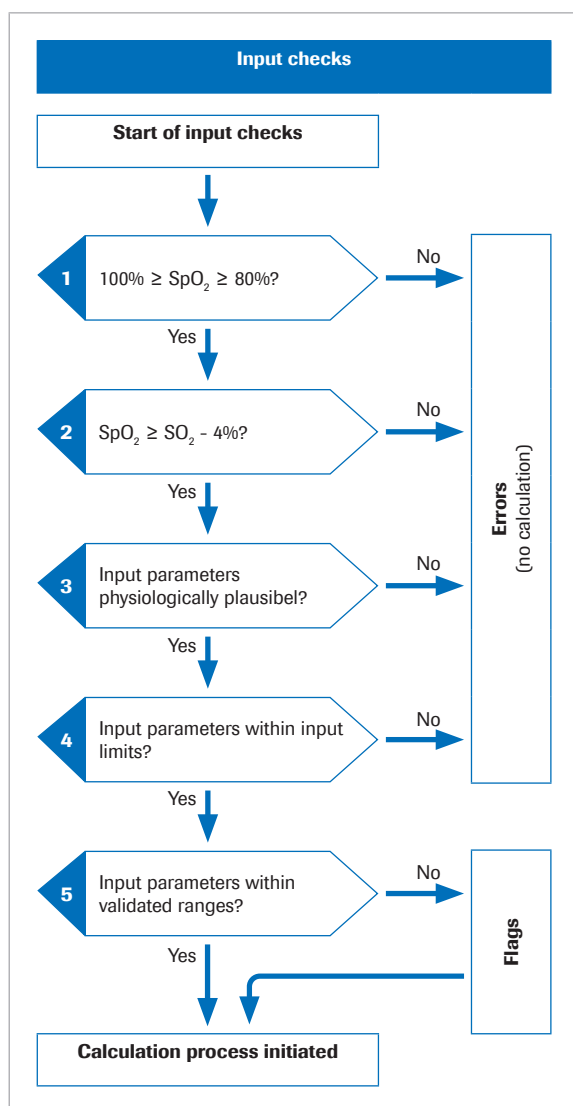 Input checks
Start of input checks
1
100% ≥ SpO₂ ≥ 80%?
No
Yes
2
SpO₂ ≥ SO₂ - 4%?
No
Yes
3
Input parameters
physiologically plausibel?
No
Yes
4
Input parameters within input
limits?
No
Errors
(no calculation)
Yes
5
Input parameters within
validated ranges?
No
Flags
Yes
Calculation process initiated